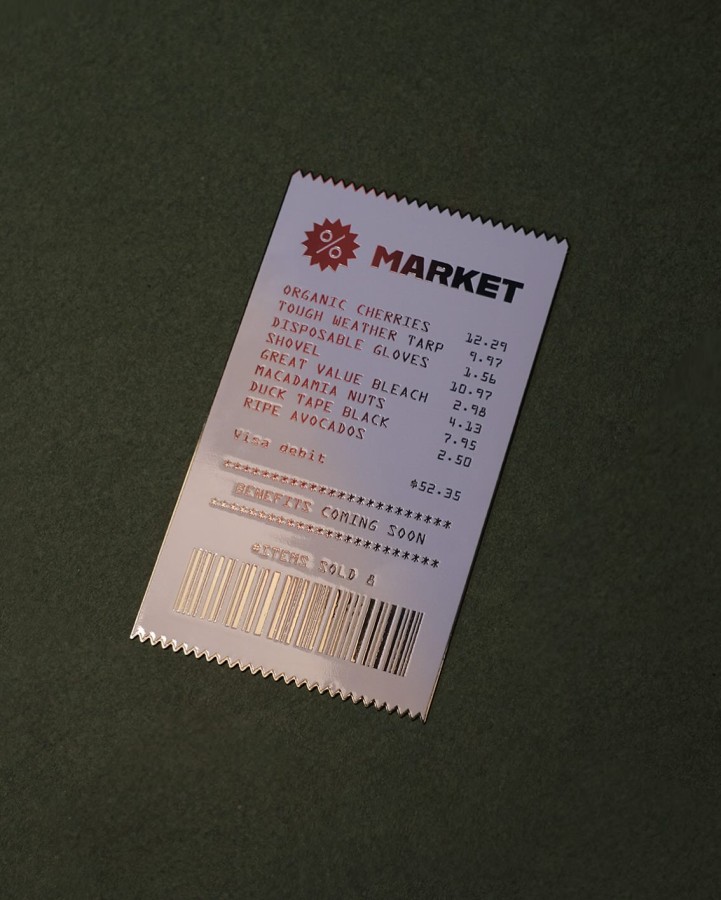 %
MARKET
ORGANIC CHERRIES 12.29
TOUGH WEATHER TARP 9.97
DISPOSABLE GLOVES 1.56
SHOVEL 10.97
GREAT VALUE BLEACH 2.98
MACADAMIA NUTS 4.13
DUCK TAPE BLACK 7.95
RIPE AVOCADOS 2.50
Visa debit $52.35
************************
BENEFITS COMING SOON
************************
#ITEMS SOLD 8